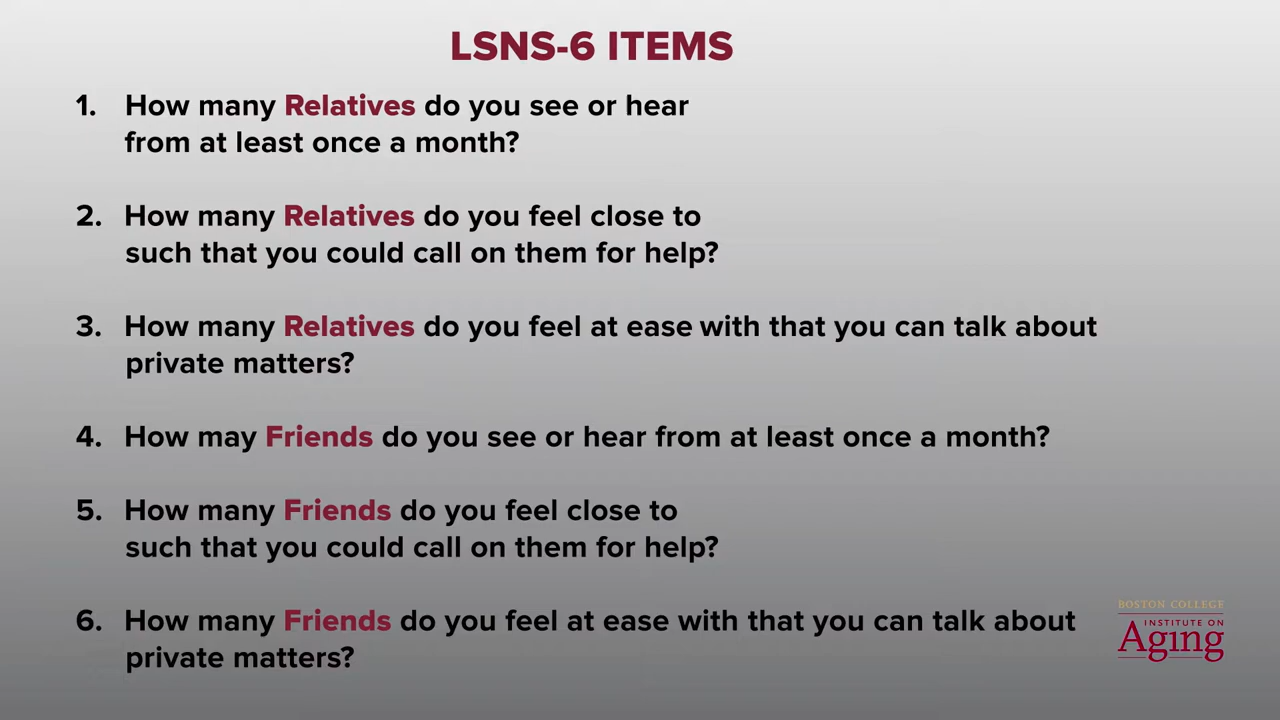 LSNS-6 ITEMS
1. How many Relatives do you see or hear
from at least once a month?
2. How many Relatives do you feel close to
such that you could call on them for help?
3. How many Relatives do you feel at ease with that you can talk about
private matters?
4. How may Friends do you see or hear from at least once a month?
5. How many Friends do you feel close to
such that you could call on them for help?
6. How many Friends do you feel at ease with that you can talk about
private matters?
BOSTON COLLEGE
INSTITUTE ON
Aging